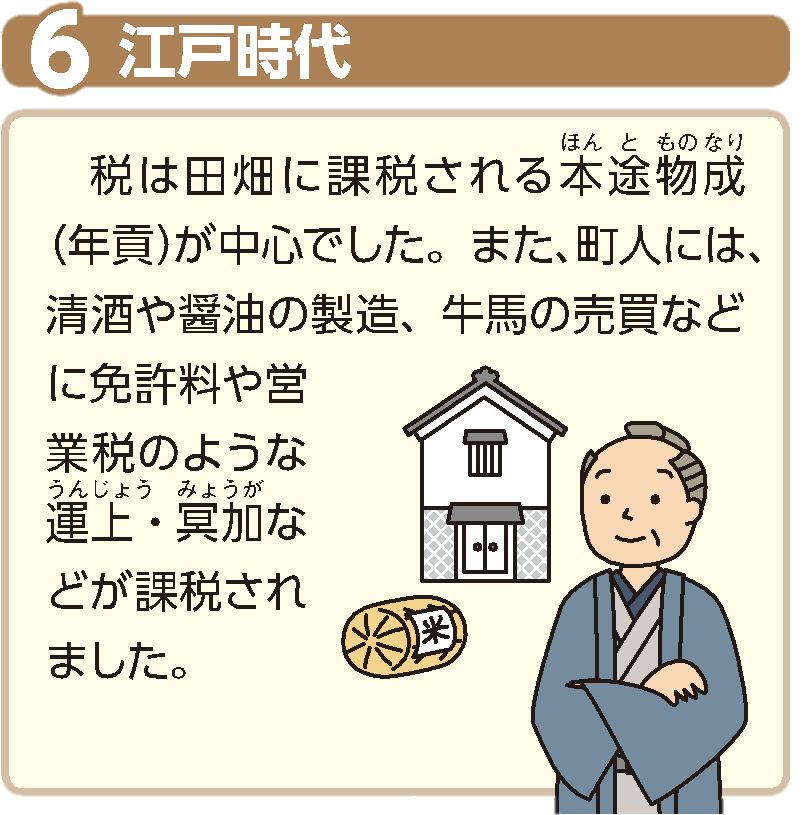 6 江戸時代
ほん と もの なり
税は田畑に課税される本途物成
(年貢)が中心でした。また、町人には、
清酒や醤油の製造、牛馬の売買など
に免許料や営
業税のような
うんじょう みょうが
運上・冥加な
どが課税され
ました。
米